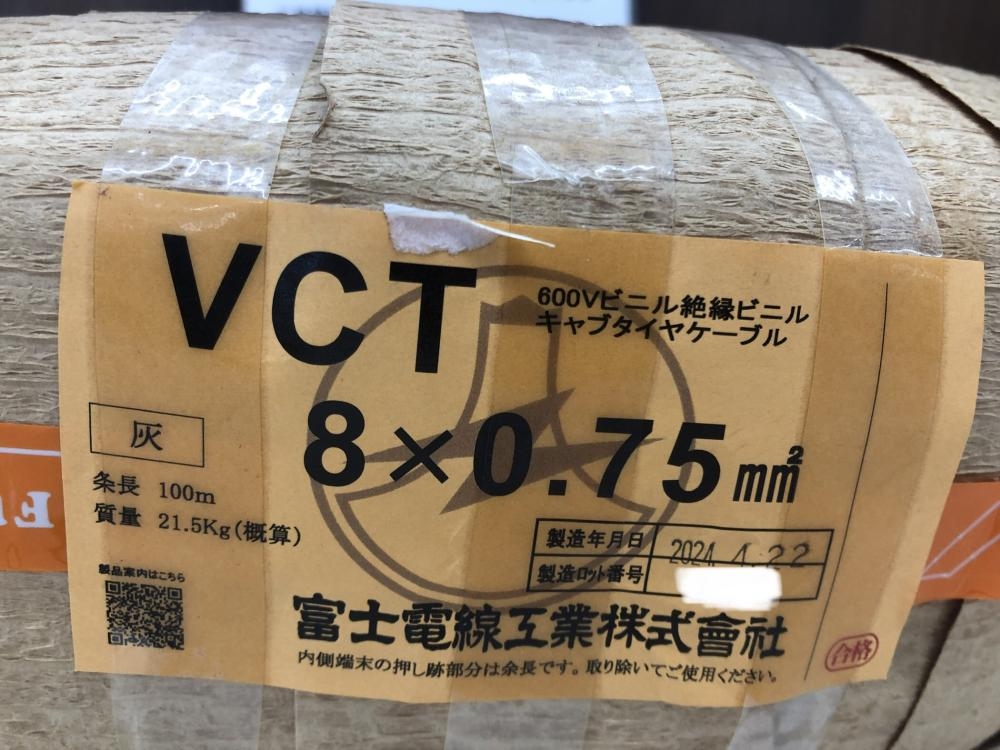 VCT
600Vビニル絶縁ビニル
キャブタイヤケーブル
8×0.75mm²
灰
条長 100m
質量 21.5Kg(概算)
製造年月日 2024.4.22
製造ロット番号
製品案内はこちら
富士電線工業株式會社
内側端末の押し跡部分は余長です。取り除いてご使用ください。
合格